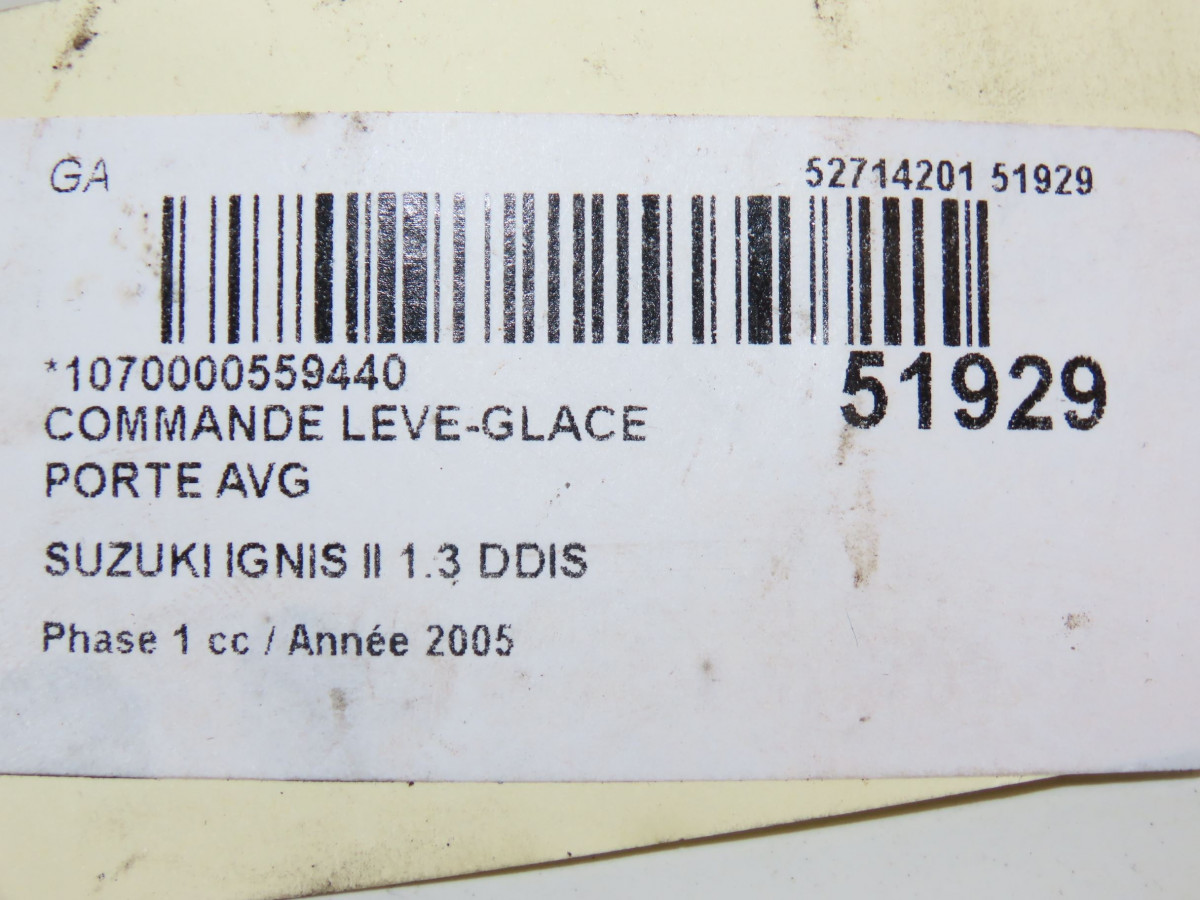 GA
52714201 51929
*1070000559440
51929
COMMANDE LEVE-GLACE
PORTE AVG
SUZUKI IGNIS II 1.3 DDIS
Phase 1 cc / Année 2005